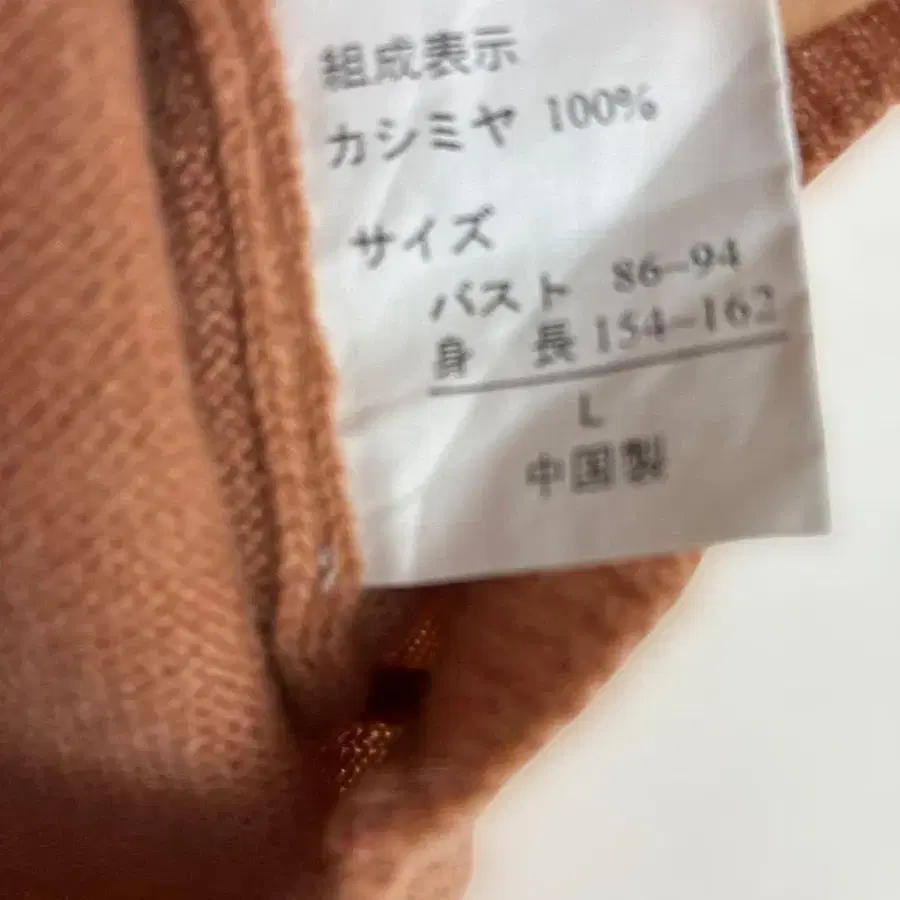 組成表示
カシミヤ 100%
サイズ
バスト 86-94
身 長 154-162
L
中国製